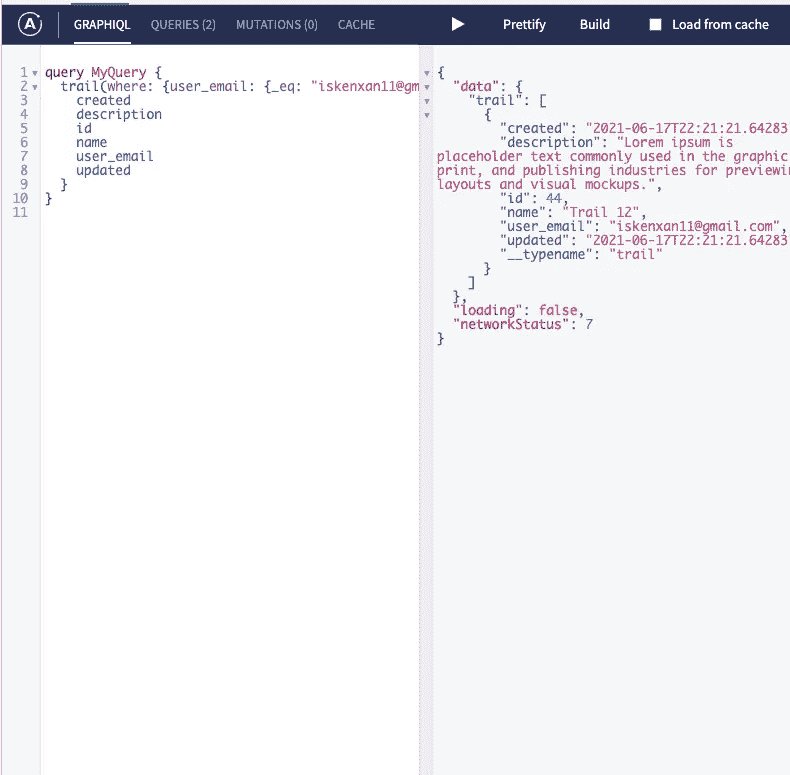 A GRAPHIQL QUERIES (2) MUTATIONS (0) CACHE Prettify Build Load from cache
1 query MyQuery {
2 trail(where: {user_email: {_eq: "iskenxan11@gm
3 created
4 description
5 id
6 name
7 user_email
8 updated
9 }
10 }
11
{
"data": {
"trail": [
{
"created": "2021-06-17T22:21:21.64283
"description": "Lorem ipsum is
placeholder text commonly used in the graphic
print, and publishing industries for previewin
layouts and visual mockups.",
"id": 44,
"name": "Trail 12",
"user_email": "iskenxan11@gmail.com",
"updated": "2021-06-17T22:21:21.64283
"__typename": "trail"
}
]
},
"loading": false,
"networkStatus": 7
}